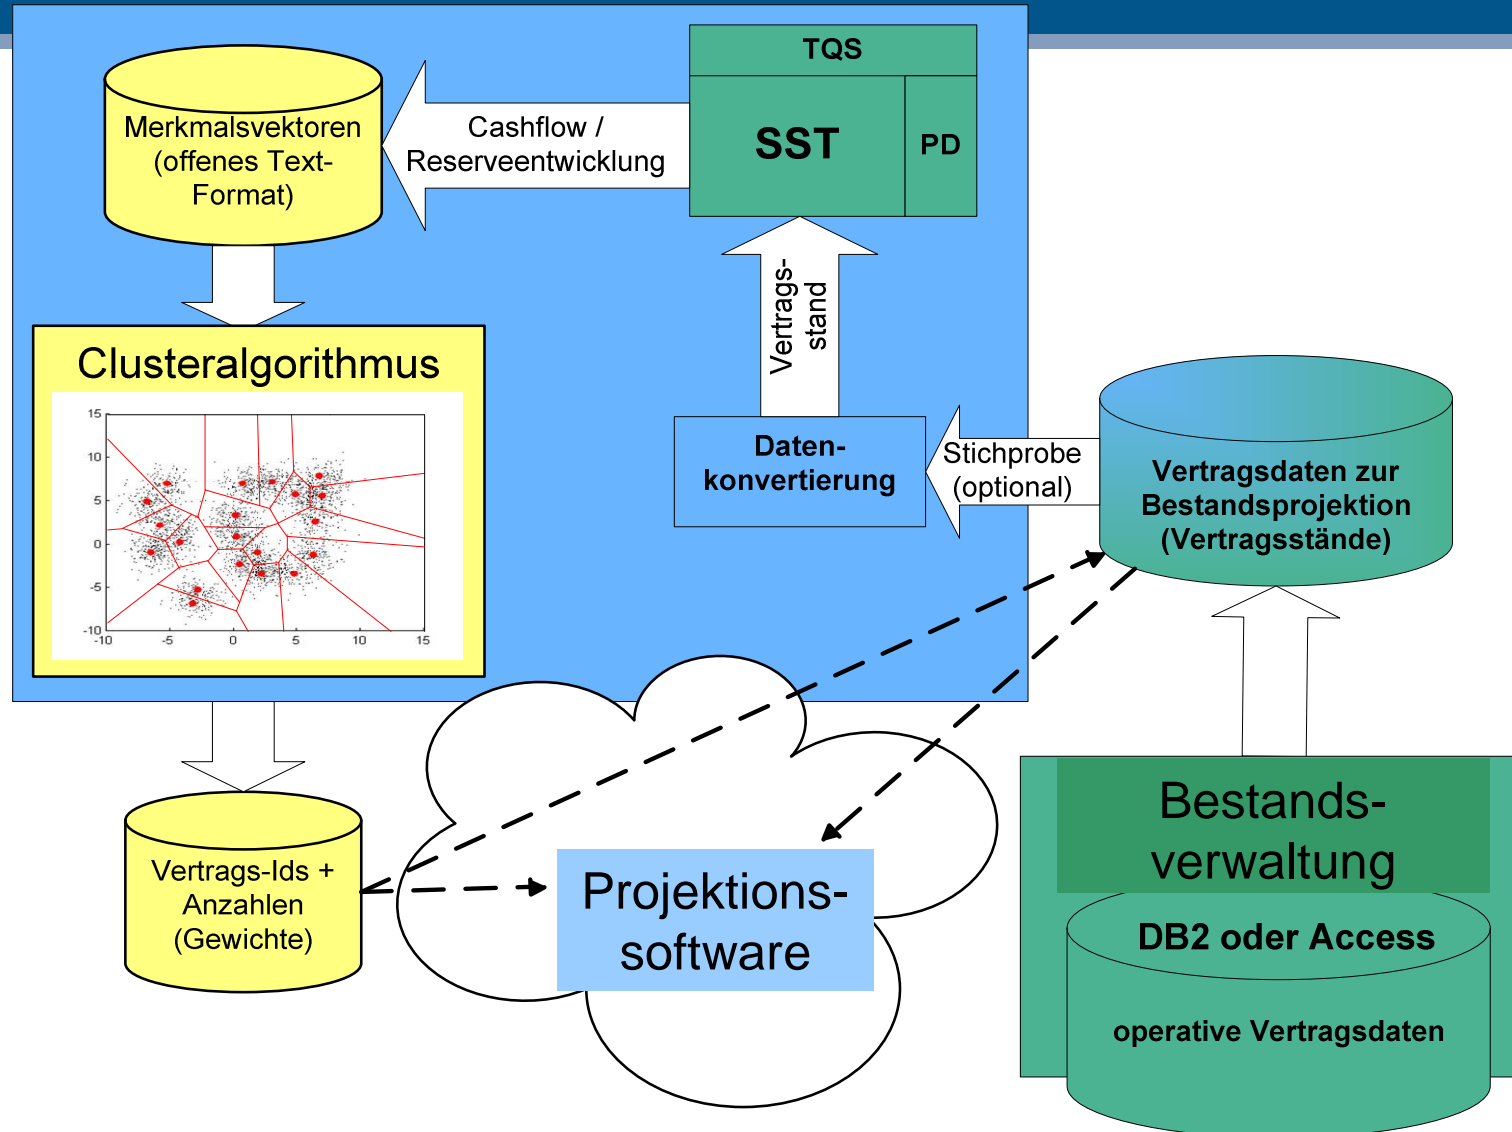 TQS
SST
PD
Cashflow /
Reserveentwicklung
Merkmalsvektoren
(offenes Text-
Format)
Vertrags-
stand
Clusteralgorithmus
15
10
5
0
-5
-10
-10
-5
0
5
10
15
Daten-
konvertierung
Stichprobe
(optional)
Vertragsdaten zur
Bestandsprojektion
(Vertragsstände)
Vertrags-Ids +
Anzahlen
(Gewichte)
Projektions-
software
Bestands-
verwaltung
DB2 oder Access
operative Vertragsdaten